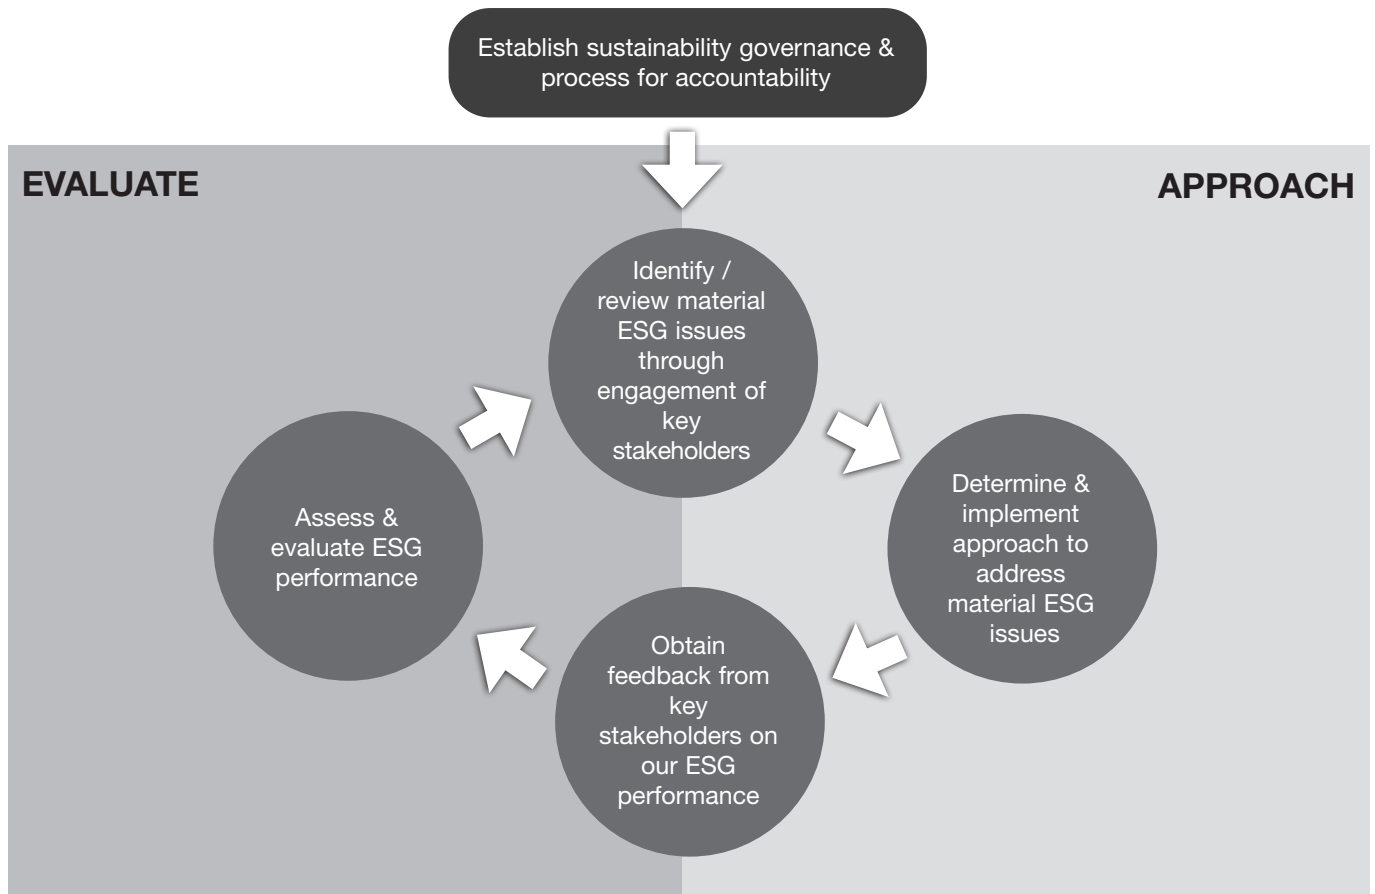 Establish sustainability governance &
process for accountability
EVALUATE
APPROACH
Identify /
review material
ESG issues
through
engagement of
key
stakeholders
Determine &
implement
approach to
address
material ESG
issues
Obtain
feedback from
key
stakeholders on
our ESG
performance
Assess &
evaluate ESG
performance